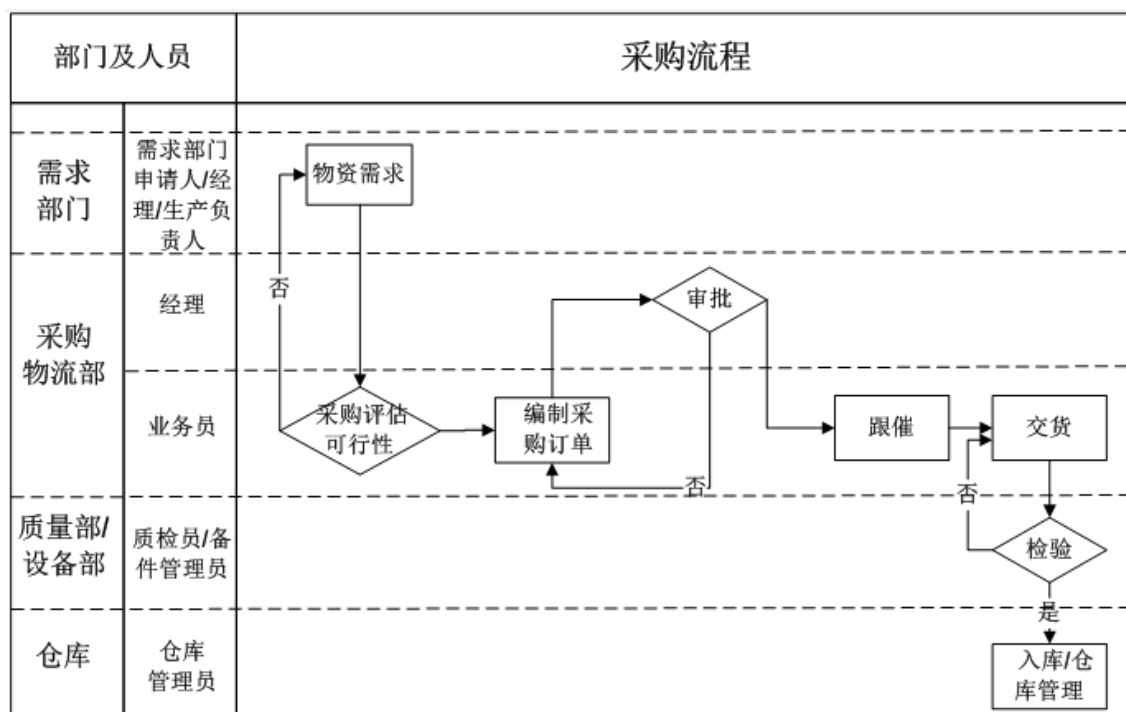 部门及人员
采购流程
需求
部门
需求部门
申请人/经
理/生产负
责人
物资需求
否
采购
物流部
经理
审批
业务员
采购评估
可行性
编制采
购订单
否
跟催
交货
否
质量部/
设备部
质检员/备
件管理员
检验
是
仓库
仓库
管理员
入库/仓
库管理